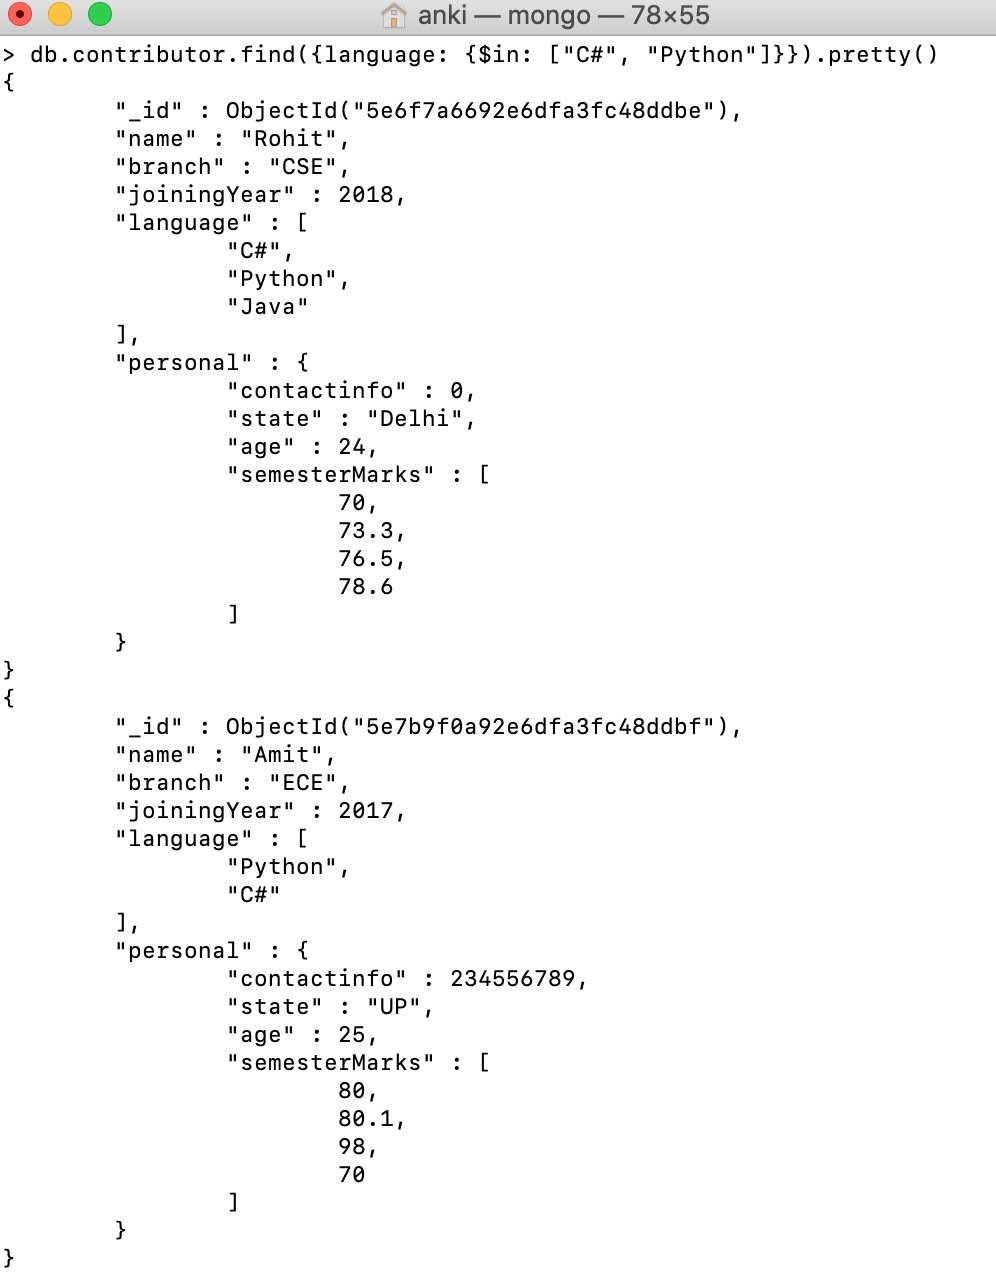 anki — mongo — 78×55
> db.contributor.find({language: {$in: ["C#", "Python"]}}).pretty()
{
        "_id" : ObjectId("5e6f7a6692e6dfa3fc48ddbe"),
        "name" : "Rohit",
        "branch" : "CSE",
        "joiningYear" : 2018,
        "language" : [
                "C#",
                "Python",
                "Java"
        ],
        "personal" : {
                "contactinfo" : 0,
                "state" : "Delhi",
                "age" : 24,
                "semesterMarks" : [
                        70,
                        73.3,
                        76.5,
                        78.6
                ]
        }
}
{
        "_id" : ObjectId("5e7b9f0a92e6dfa3fc48ddbf"),
        "name" : "Amit",
        "branch" : "ECE",
        "joiningYear" : 2017,
        "language" : [
                "Python",
                "C#"
        ],
        "personal" : {
                "contactinfo" : 234556789,
                "state" : "UP",
                "age" : 25,
                "semesterMarks" : [
                        80,
                        80.1,
                        98,
                        70
                ]
        }
}